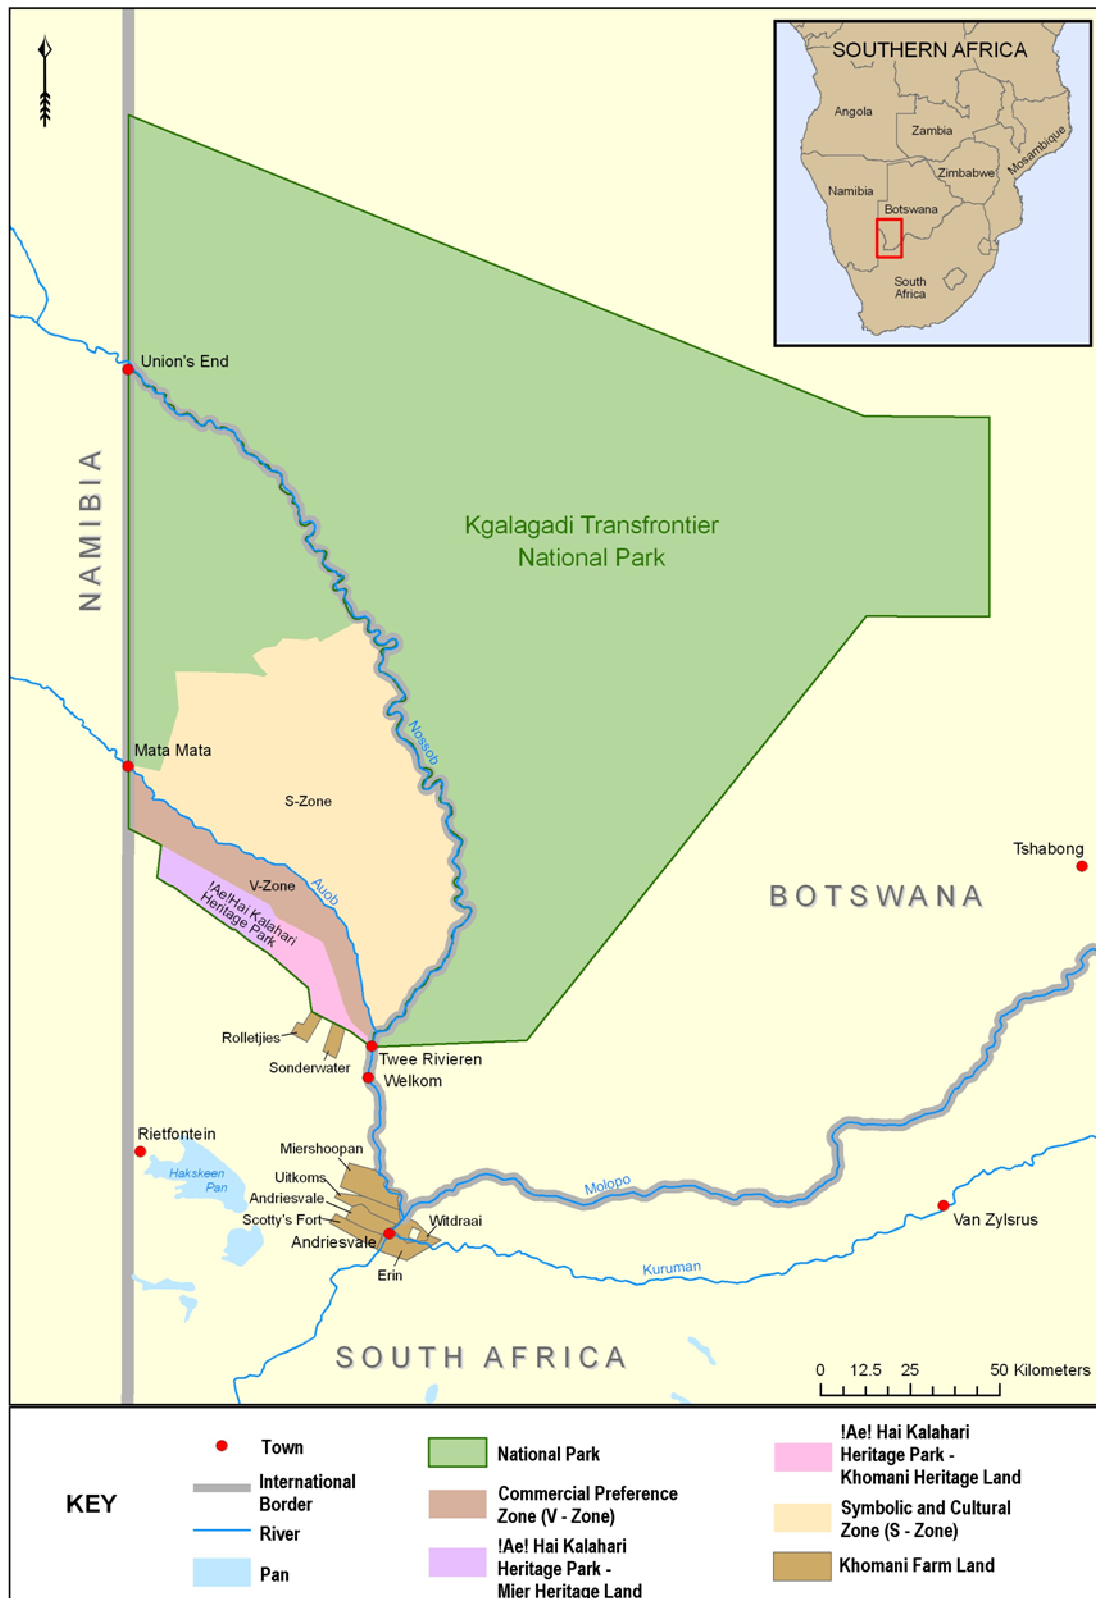 SOUTHERN AFRICA
Angola
Zambia
Mosambique
Zimbabwe
Namibia
Botswana
South
Africa
Union's End
NAMIBIA
Kgalagadi Transfrontier
National Park
Nossob
Mata Mata
S-Zone
Tshabong
V-Zone
Auob
!Ae!Hai Kalahari
Heritage Park
BOTSWANA
Rolletjies
Sonderwater
Twee Rivieren
Welkom
Rietfontein
Hakskeen
Pan
Miershoopan
Uitkoms
Andriesvale
Scotty's Fort
Andriesvale
Witdraai
Erin
Molopo
Van Zylsrus
Kuruman
SOUTH AFRICA
0 12.5 25 50 Kilometers
KEY
Town
International
Border
River
Pan
National Park
Commercial Preference
Zone (V - Zone)
!Ae! Hai Kalahari
Heritage Park -
Mier Heritage Land
!Ae! Hai Kalahari
Heritage Park -
Khomani Heritage Land
Symbolic and Cultural
Zone (S - Zone)
Khomani Farm Land